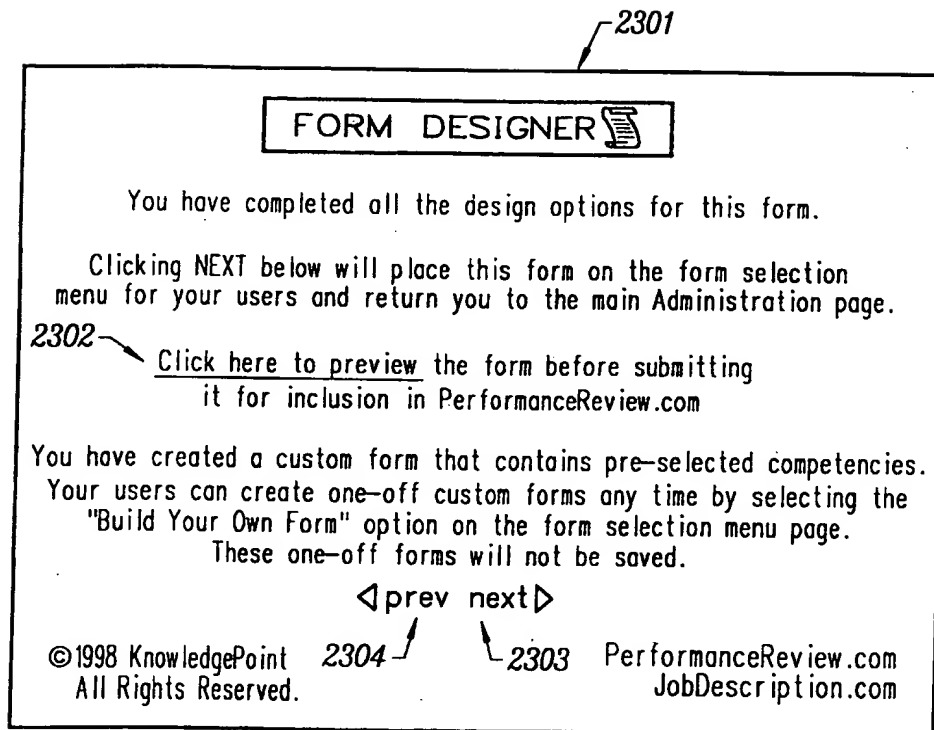 2301
FORM DESIGNER
You have completed all the design options for this form.
Clicking NEXT below will place this form on the form selection
menu for your users and return you to the main Administration page.
2302
Click here to preview the form before submitting
it for inclusion in PerformanceReview.com
You have created a custom form that contains pre-selected competencies.
Your users can create one-off custom forms any time by selecting the
"Build Your Own Form" option on the form selection menu page.
These one-off forms will not be saved.
prev next
©1998 KnowledgePoint 2304 2303 PerformanceReview.com
All Rights Reserved. JobDescription.com